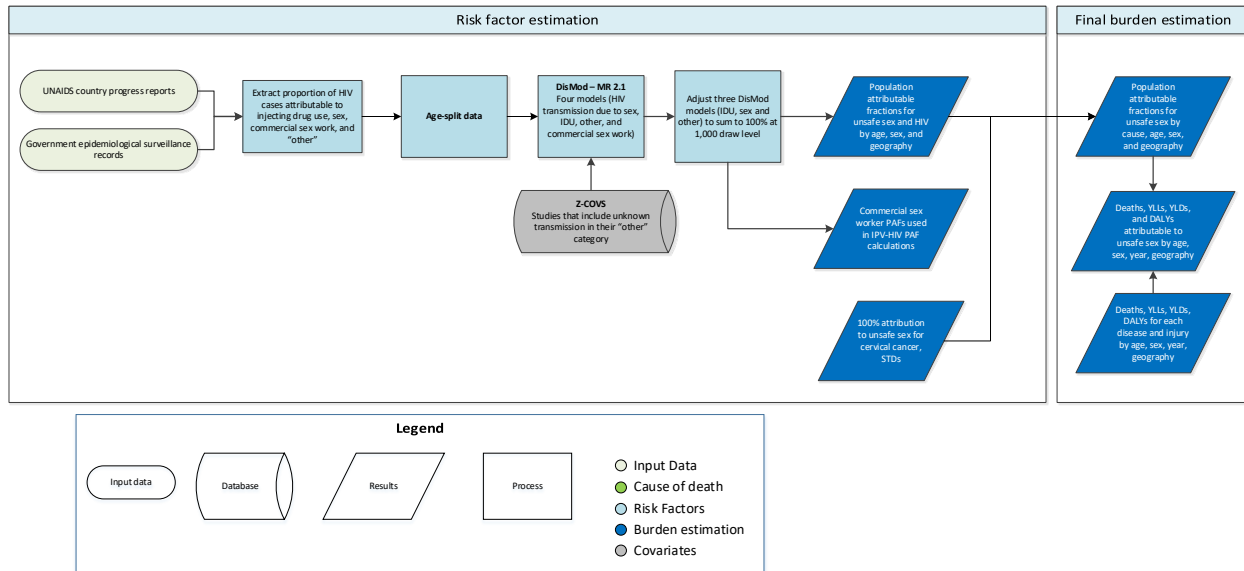 Risk factor estimation
Final burden estimation
UNAIDS country progress reports
Government epidemiological surveillance
records
Extract proportion of HIV
cases attributable to
injecting drug use, sex,
commercial sex work, and
“other”
Age-split data
DisMod – MR 2.1
Four models (HIV
transmission due to sex,
IDU, other, and
commercial sex work)
Adjust three DisMod
models (IDU, sex and
other) to sum to 100% at
1,000 draw level
Population
attributable
fractions for
unsafe sex and HIV
by age, sex, and
geography
Z-COVS
Studies that include unknown
transmission in their “other”
category
Commercial sex
worker PAFs used
in IPV-HIV PAF
calculations
100% attribution
to unsafe sex for
cervical cancer,
STDs
Population
attributable
fractions for
unsafe sex by
cause, age, sex,
and geography
Deaths, YLLs, YLDs,
and DALYs
attributable to
unsafe sex by age,
sex, year, geography
Deaths, YLLs, YLDs,
DALYs for each
disease and injury
by age, sex, year,
geography
Legend
Input data
Database
Results
Process
Input Data
Cause of death
Risk Factors
Burden estimation
Covariates